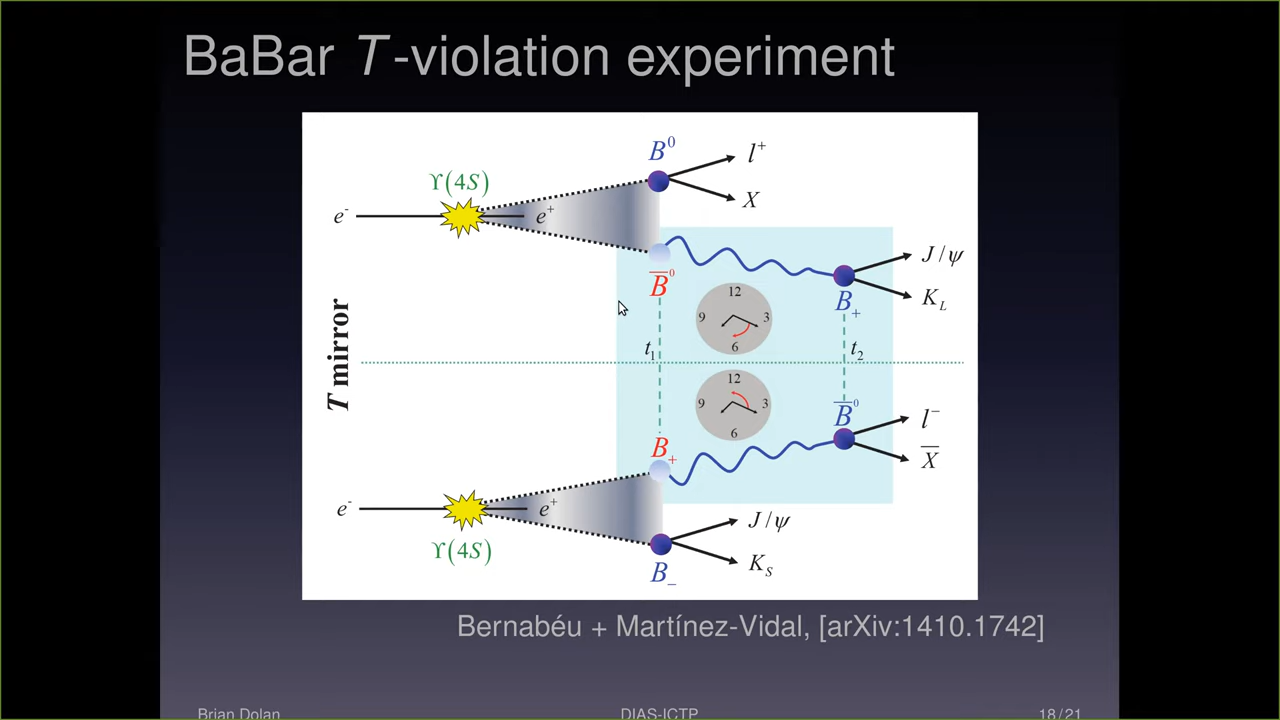 BaBar T-violation experiment
B⁰
l⁺
X
ϒ(4S)
e⁻
e⁺
B̅⁰
J/ψ
K_L
B₊
12
9
3
6
t₁
t₂
T mirror
12
9
3
6
B̅⁰
l⁻
X̅
B₊
e⁻
e⁺
J/ψ
ϒ(4S)
K_S
B₋
Bernabéu + Martínez-Vidal, [arXiv:1410.1742]
Brian Dolan
DIAS-ICTP
18/21